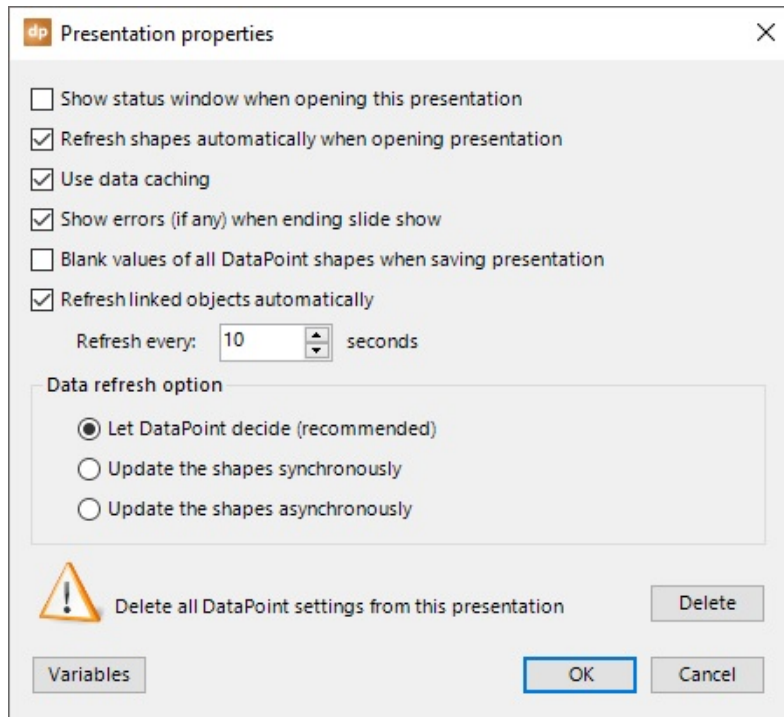 dp Presentation properties
Show status window when opening this presentation
Refresh shapes automatically when opening presentation
Use data caching
Show errors (if any) when ending slide show
Blank values of all DataPoint shapes when saving presentation
Refresh linked objects automatically
Refresh every: 10 seconds
Data refresh option
Let DataPoint decide (recommended)
Update the shapes synchronously
Update the shapes asynchronously
Delete all DataPoint settings from this presentation Delete
Variables OK Cancel